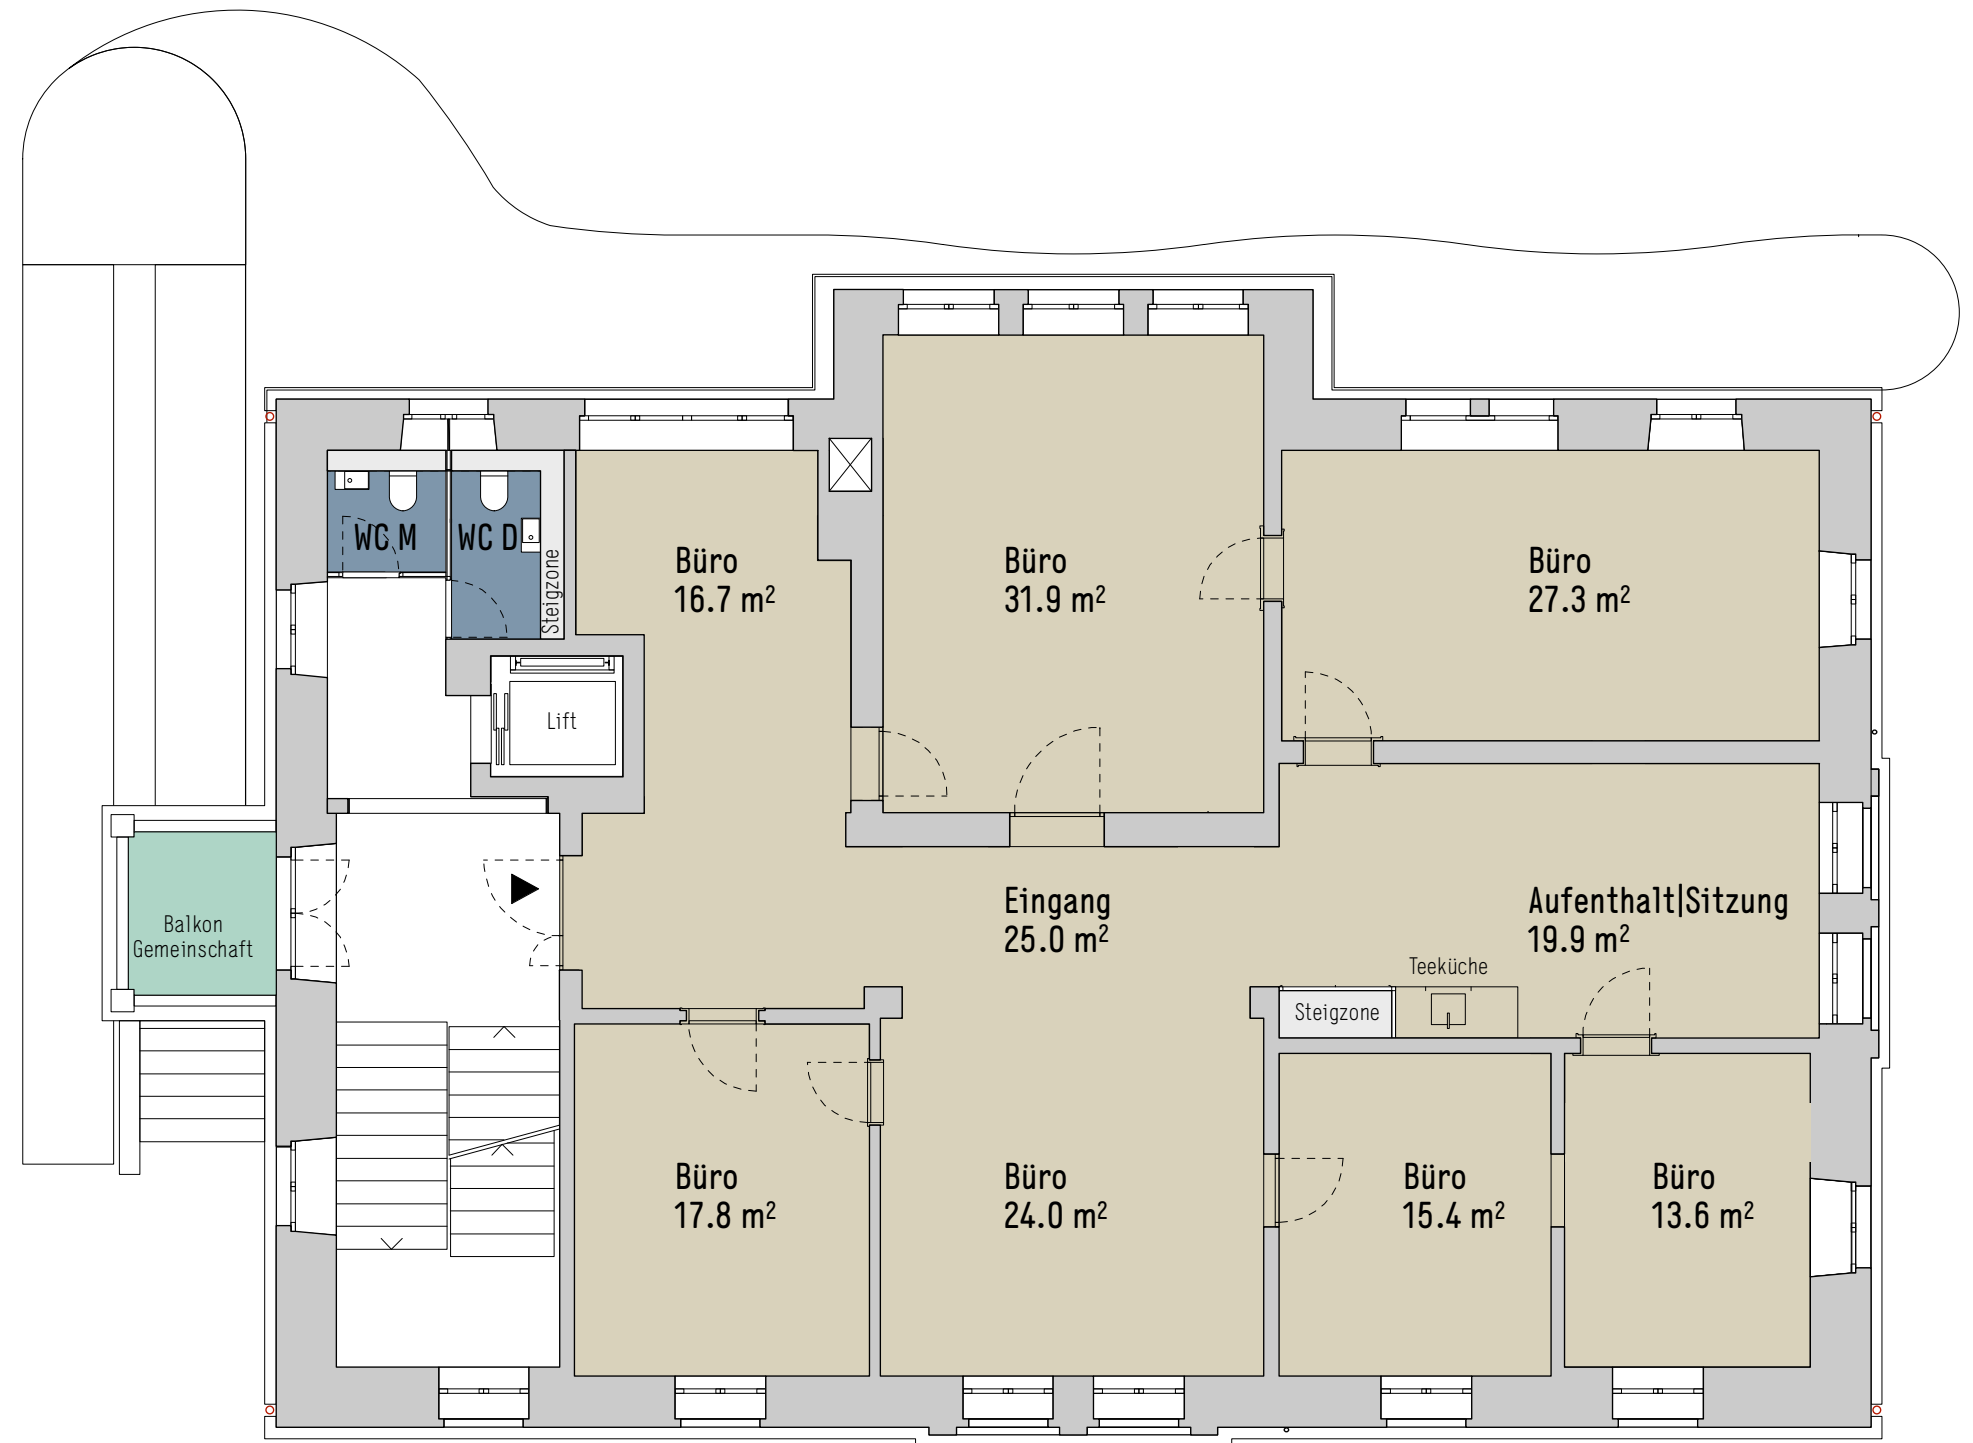 WC M
WC D
Steigzone
Büro
16.7 m²
Büro
31.9 m²
Büro
27.3 m²
Lift
Balkon
Gemeinschaft
Eingang
25.0 m²
Aufenthalt|Sitzung
19.9 m²
Teeküche
Steigzone
Büro
17.8 m²
Büro
24.0 m²
Büro
15.4 m²
Büro
13.6 m²